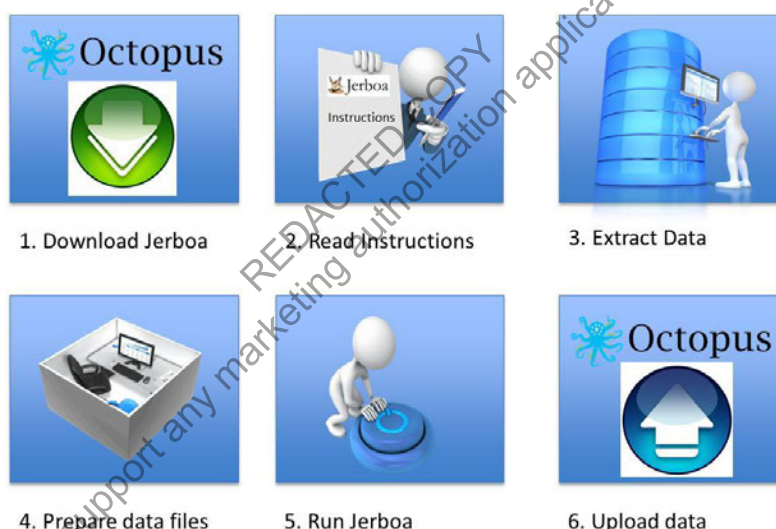 Octopus
Jerboa
Instructions
1. Download Jerboa
2. Read Instructions
3. Extract Data
Octopus
4. Prepare data files
5. Run Jerboa
6. Upload data
REDACTED COPY
support any marketing authorization applica